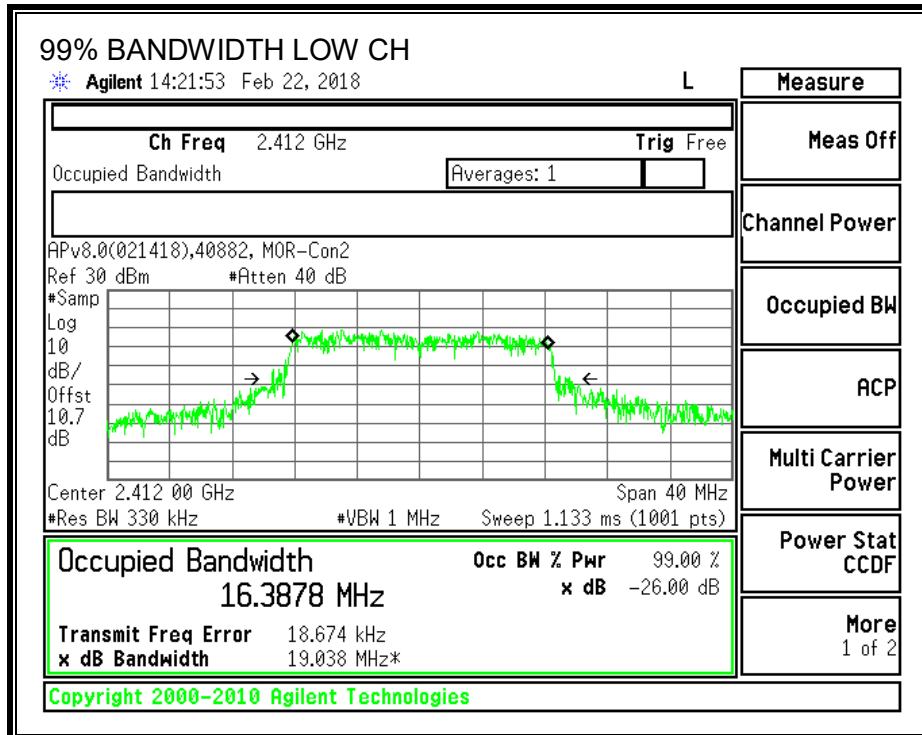 99% BANDWIDTH LOW CH
Agilent 14:21:53 Feb 22, 2018 L
Ch Freq 2.412 GHz Trig Free
Occupied Bandwidth Averages: 1
APv8.0(021418),40882, MOR-Con2
Ref 30 dBm #Atten 40 dB
#Samp
Log
10
dB/
Offst
10.7
dB
Center 2.412 00 GHz Span 40 MHz
#Res BW 330 kHz #VBW 1 MHz Sweep 1.133 ms (1001 pts)
Occupied Bandwidth Occ BW % Pwr 99.00 %
16.3878 MHz x dB -26.00 dB
Transmit Freq Error 18.674 kHz
x dB Bandwidth 19.038 MHz*
Copyright 2000-2010 Agilent Technologies
Measure
Meas Off
Channel Power
Occupied BW
ACP
Multi Carrier
Power
Power Stat
CCDF
More
1 of 2